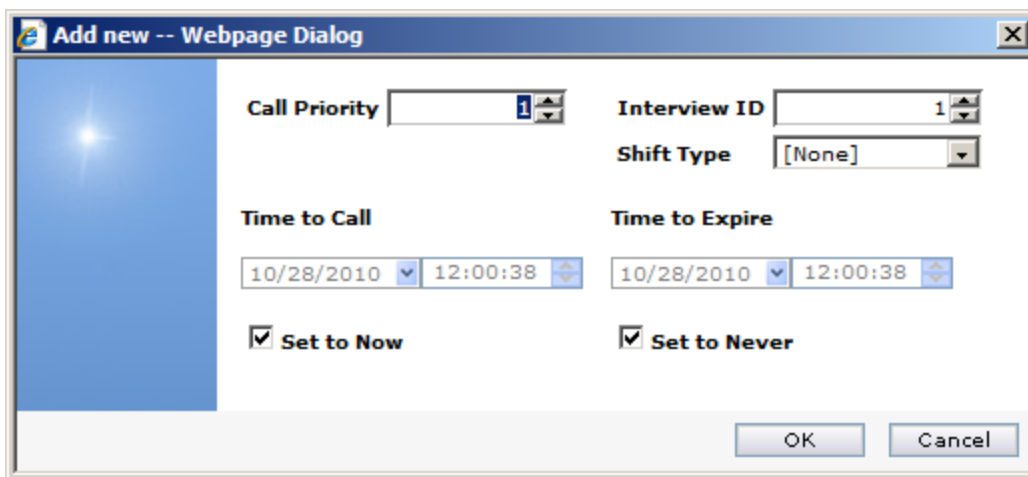 Add new -- Webpage Dialog
Call Priority 1 Interview ID 1
Shift Type [None]
Time to Call Time to Expire
10/28/2010 12:00:38 10/28/2010 12:00:38
Set to Now Set to Never
OK Cancel